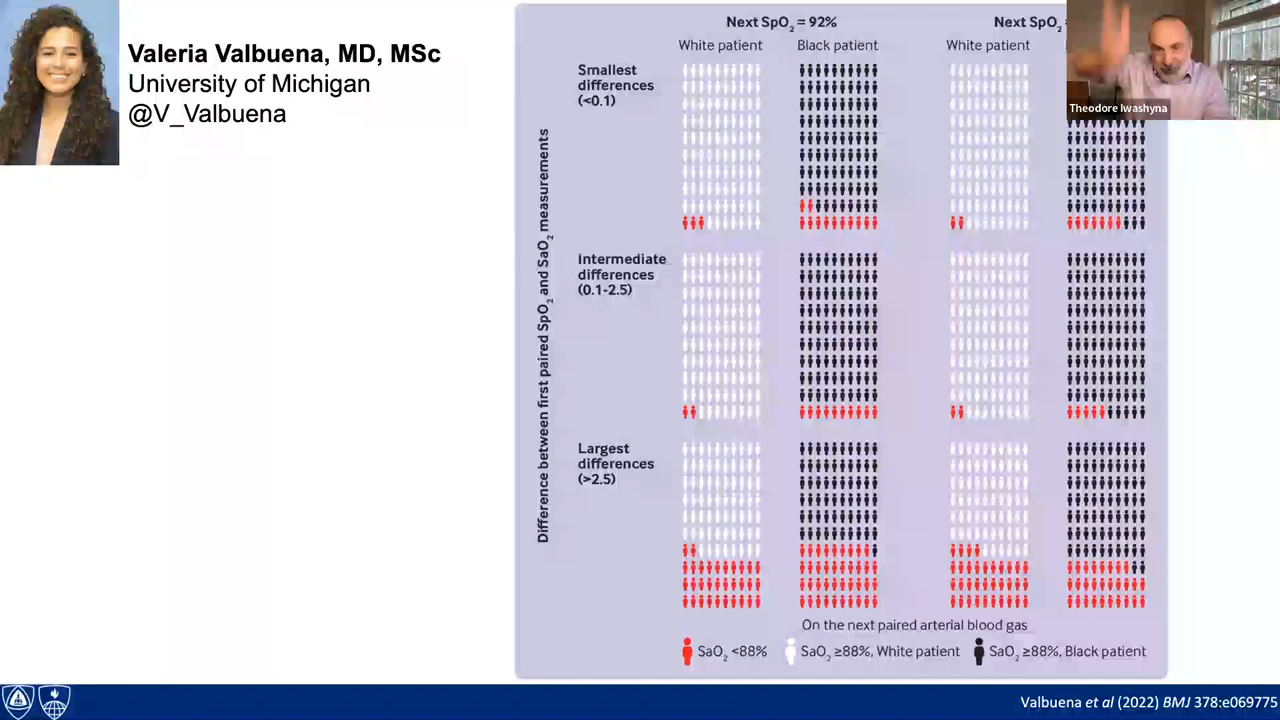 Valeria Valbuena, MD, MSc
University of Michigan
@V_Valbuena
Next SpO2 = 92%
Next SpO2
White patient
Black patient
White patient
Theodore Iwashyna
Difference between first paired SpO2 and SaO2 measurements
Smallest
differences
(<0.1)
Intermediate
differences
(0.1-2.5)
Largest
differences
(>2.5)
On the next paired arterial blood gas
SaO2 <88%
SaO2 ≥88%, White patient
SaO2 ≥88%, Black patient
Valbuena et al (2022) BMJ 378:e069775